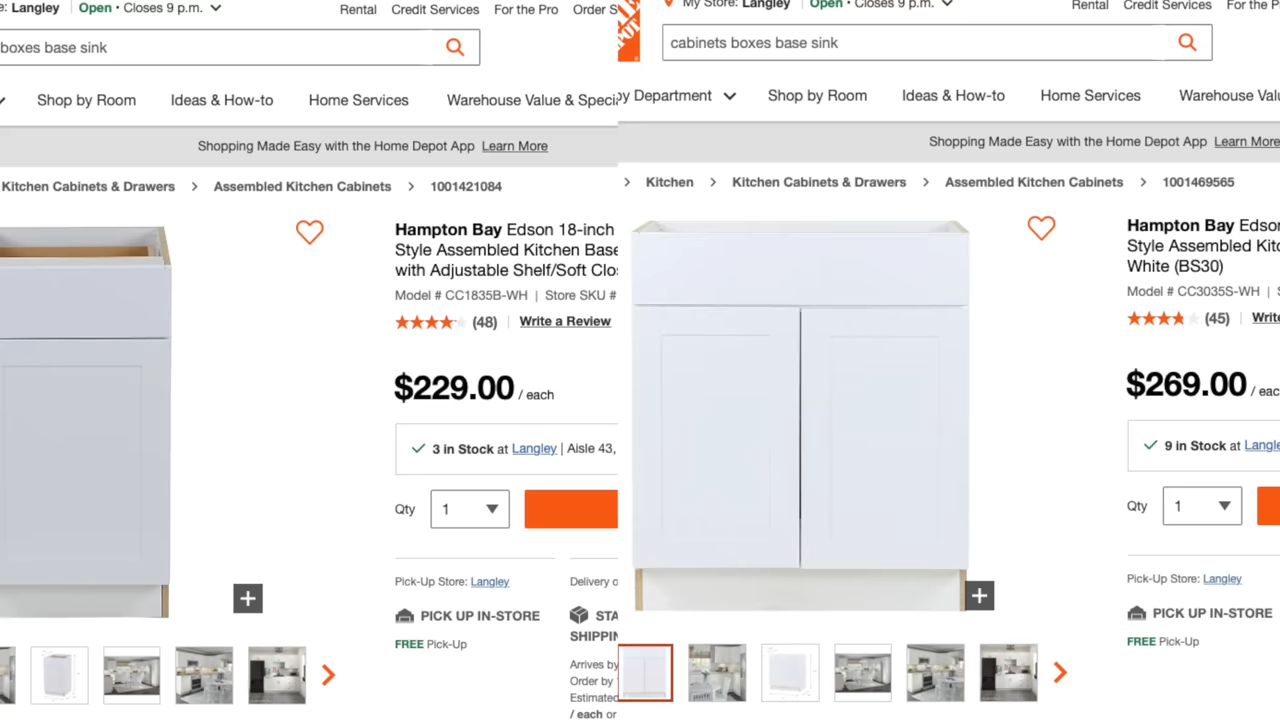 e: Langley Open • Closes 9 p.m.
Rental Credit Services For the Pro Order S
boxes base sink
Shop by Room Ideas & How-to Home Services Warehouse Value & Speci
Shopping Made Easy with the Home Depot App Learn More
Kitchen Cabinets & Drawers > Assembled Kitchen Cabinets > 1001421084
Hampton Bay Edson 18-inch
Style Assembled Kitchen Base
with Adjustable Shelf/Soft Clo
Model # CC1835B-WH | Store SKU #
(48) | Write a Review
$229.00 / each
3 in Stock at Langley | Aisle 43,
Qty 1
Pick-Up Store: Langley
PICK UP IN-STORE
FREE Pick-Up
Delivery o
STA
SHIPPIN
Arrives by
Order by
Estimated
/ each or
My Store: Langley Open • Closes 9 p.m.
Rental Credit Services For the P
cabinets boxes base sink
by Department Shop by Room Ideas & How-to Home Services Warehouse Valu
Shopping Made Easy with the Home Depot App Learn More
> Kitchen > Kitchen Cabinets & Drawers > Assembled Kitchen Cabinets > 1001469565
Hampton Bay Edson
Style Assembled Kitc
White (BS30)
Model # CC3035S-WH | S
(45) | Write
$269.00 / eac
9 in Stock at Langle
Qty 1
Pick-Up Store: Langley
PICK UP IN-STORE
FREE Pick-Up